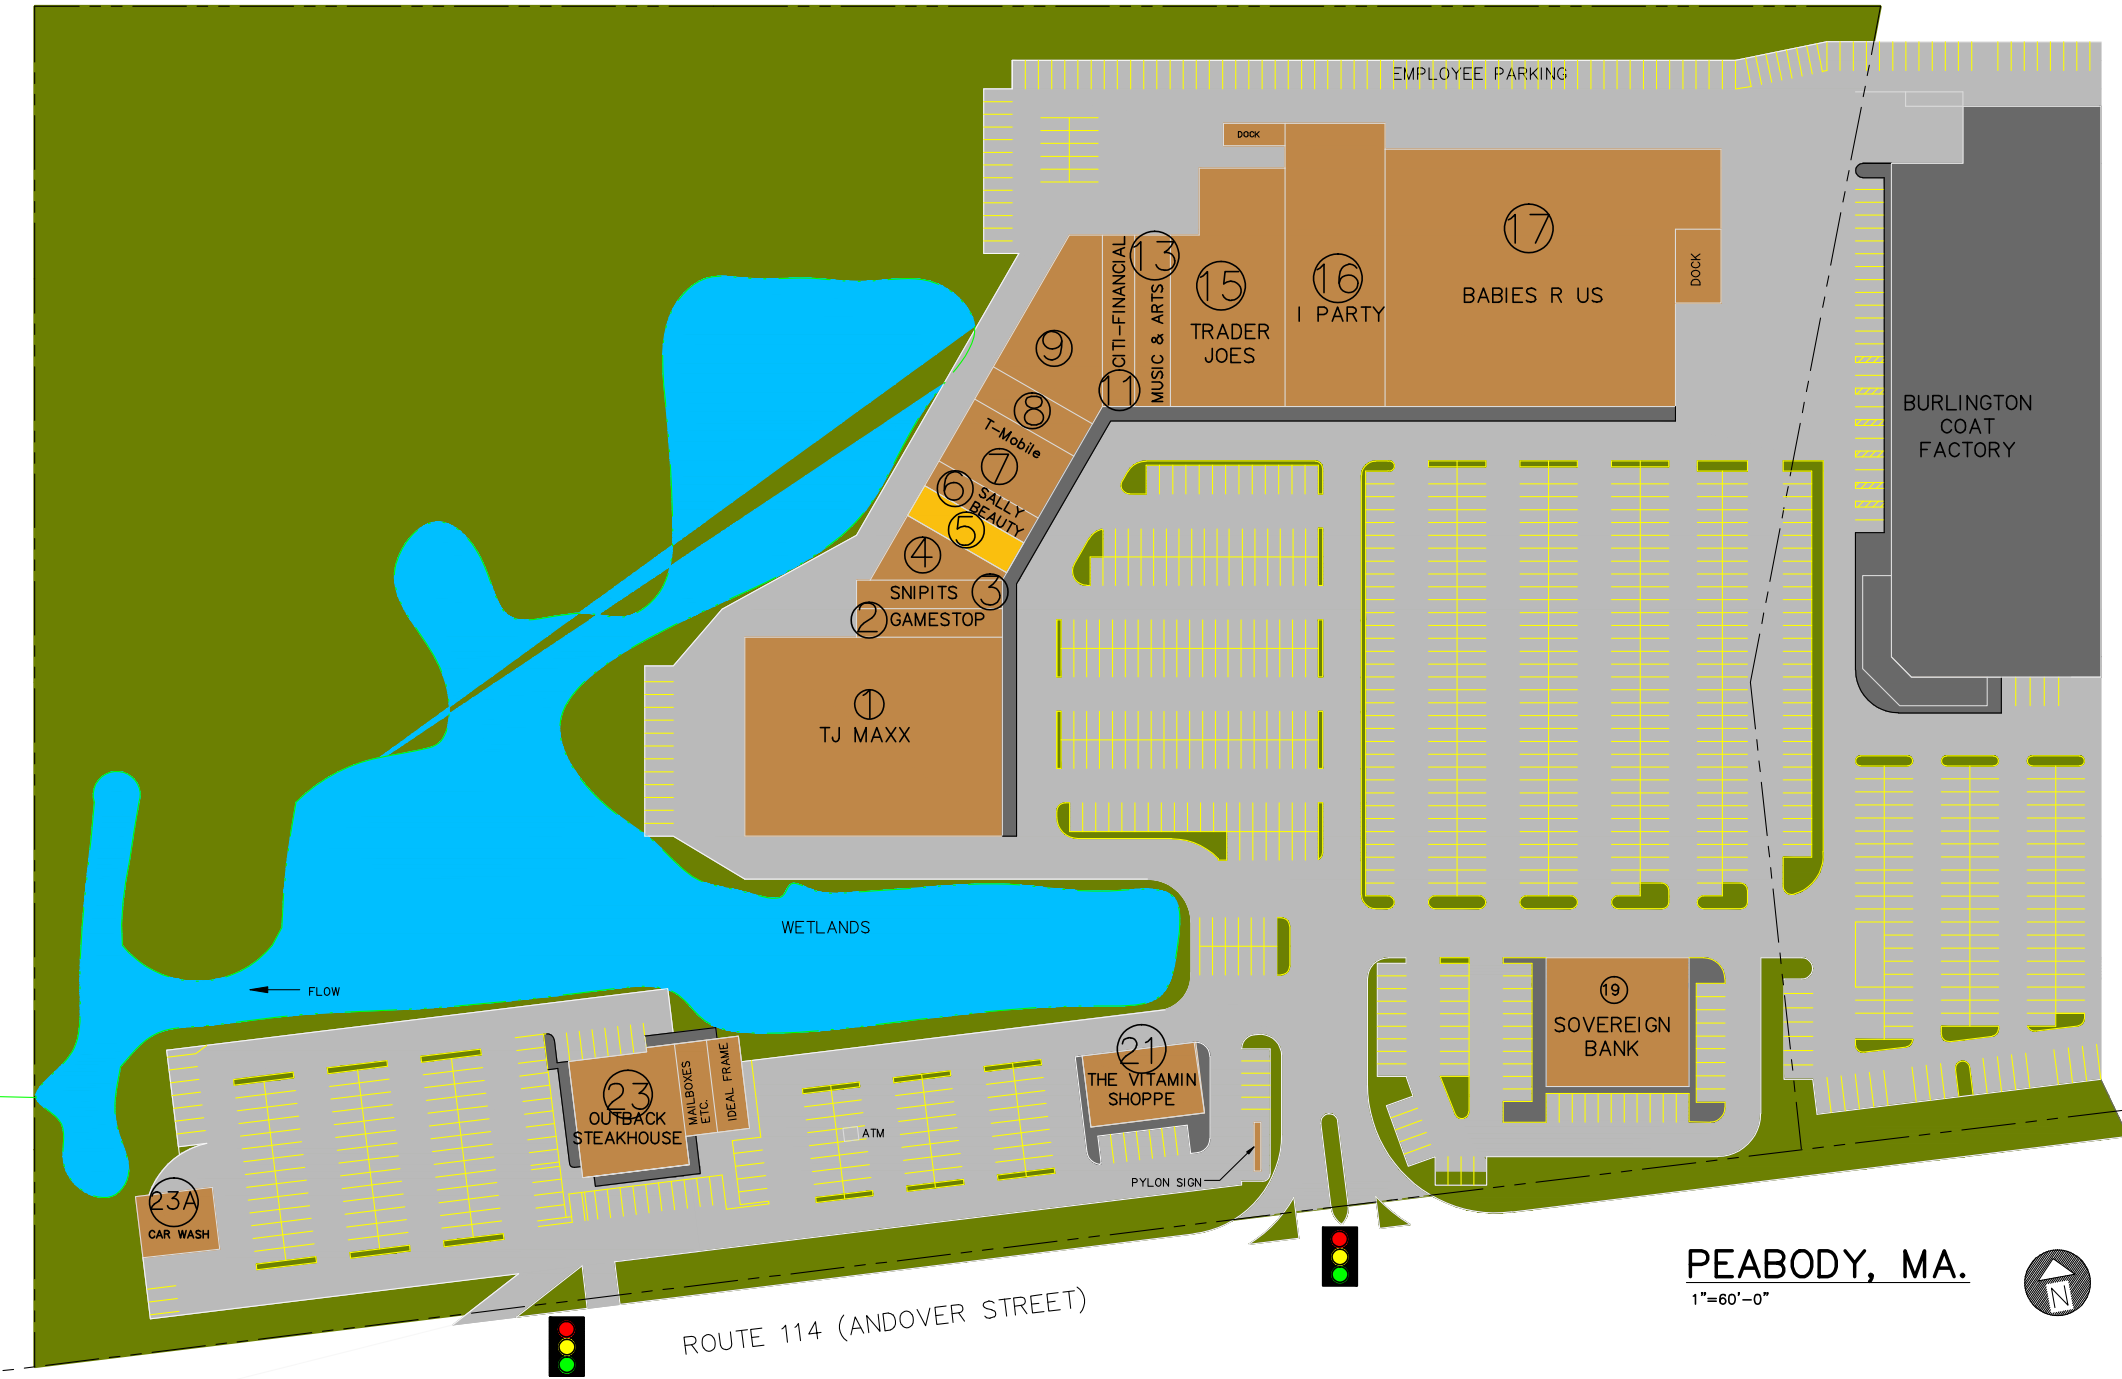 EMPLOYEE PARKING
DOCK
17
BABIES R US
DOCK
16
I PARTY
15
TRADER
JOES
13
MUSIC & ARTS
CITI-FINANCIAL
11
9
8
T-Mobile
7
6
SALLY
BEAUTY
5
4
SNIPITS
3
2
GAMESTOP
1
TJ MAXX
BURLINGTON
COAT
FACTORY
WETLANDS
FLOW
19
SOVEREIGN
BANK
21
THE VITAMIN
SHOPPE
23
OUTBACK
STEAKHOUSE
MAILBOXES
ETC.
IDEAL FRAME
ATM
PYLON SIGN
23A
CAR WASH
ROUTE 114 (ANDOVER STREET)
PEABODY, MA.
1"=60'-0"
N